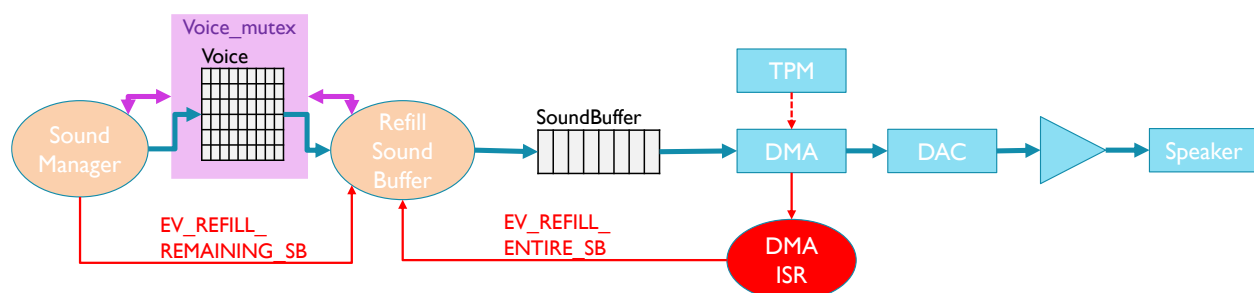 Voice_mutex
Voice
Sound
Manager
Refill
Sound
Buffer
SoundBuffer
TPM
DMA
DAC
Speaker
EV_REFILL_
REMAINING_SB
EV_REFILL_
ENTIRE_SB
DMA
ISR